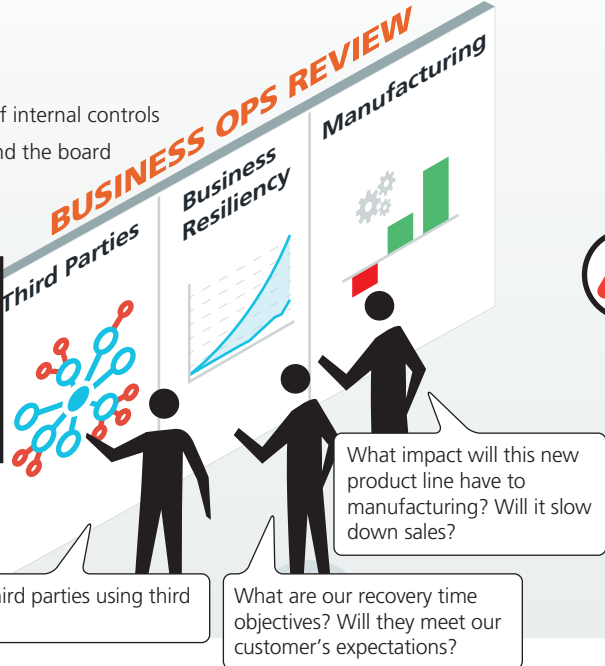 f internal controls
nd the board
BUSINESS OPS REVIEW
Third Parties
Business
Resiliency
Manufacturing
What impact will this new
product line have to
manufacturing? Will it slow
down sales?
ird parties using third
What are our recovery time
objectives? Will they meet our
customer's expectations?